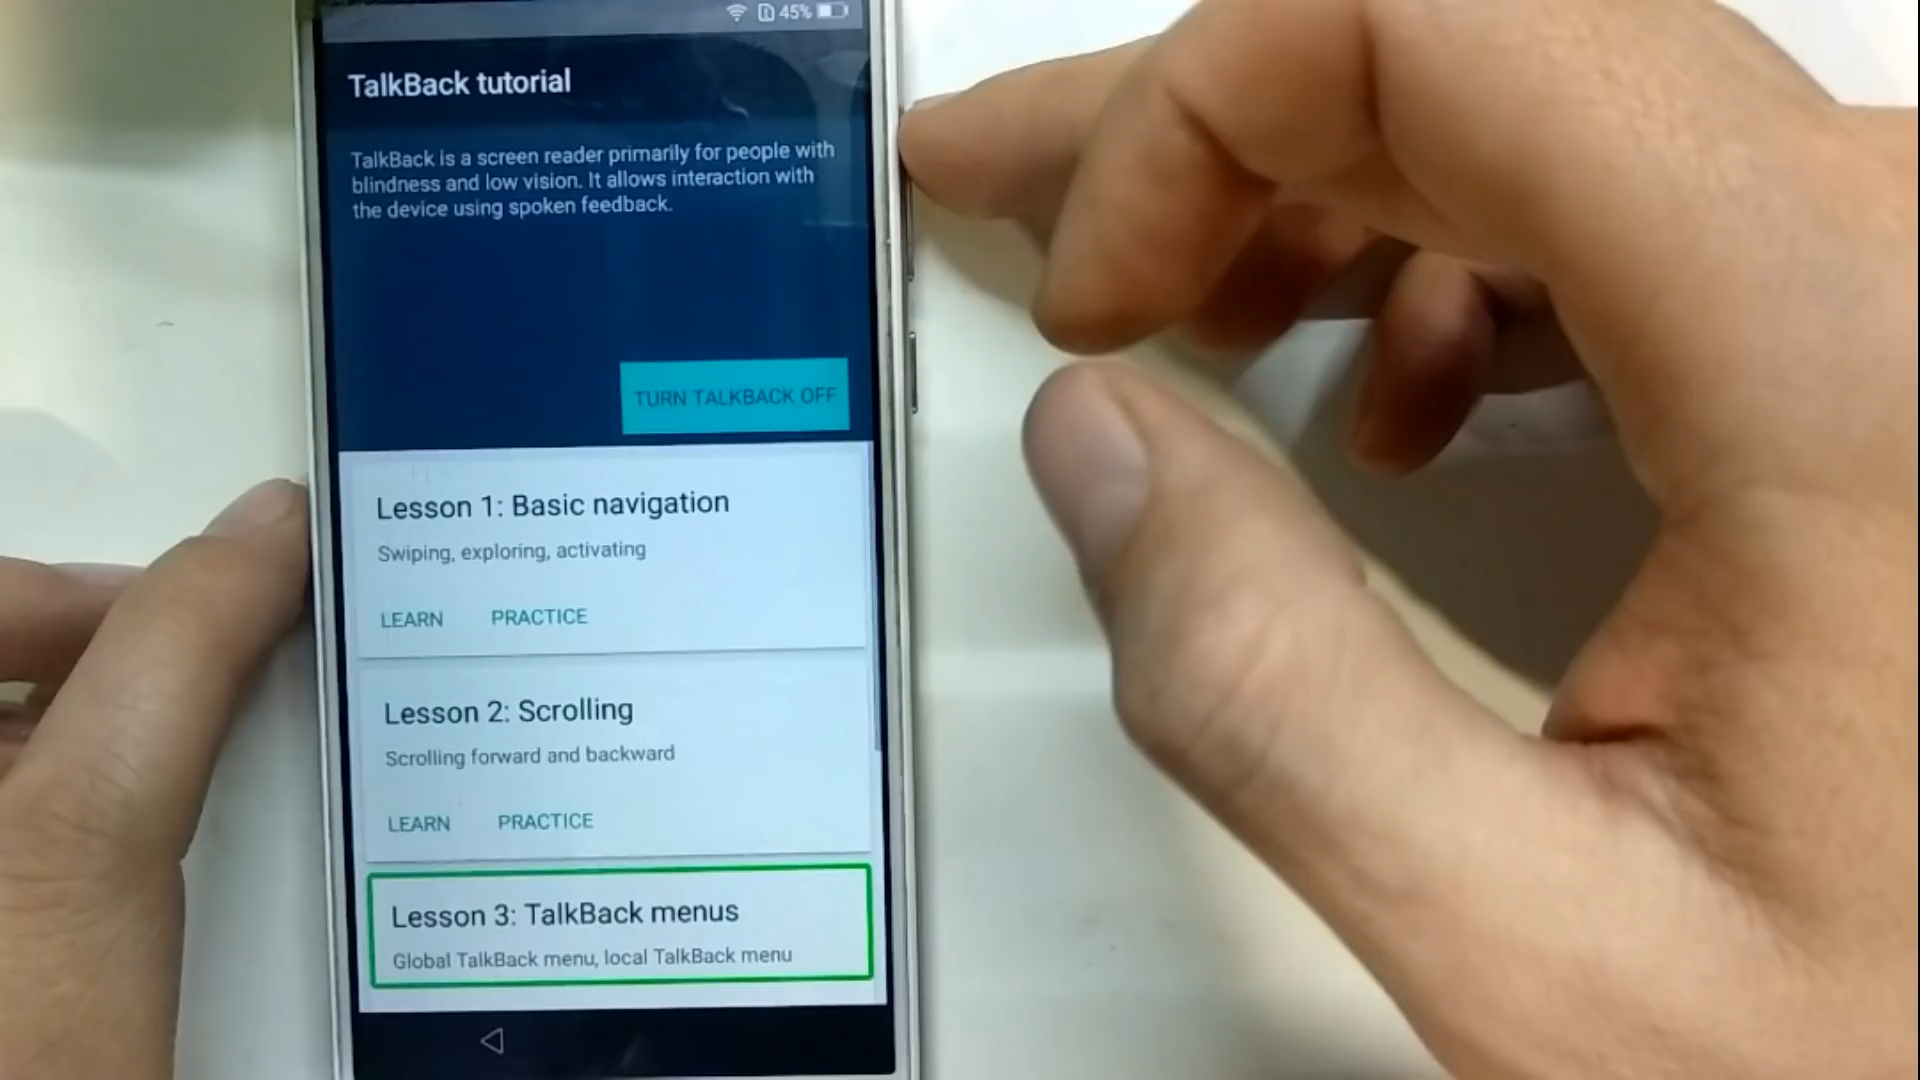 45%
TalkBack tutorial
TalkBack is a screen reader primarily for people with
blindness and low vision. It allows interaction with
the device using spoken feedback.
TURN TALKBACK OFF
Lesson 1: Basic navigation
Swiping, exploring, activating
LEARN PRACTICE
Lesson 2: Scrolling
Scrolling forward and backward
LEARN PRACTICE
Lesson 3: TalkBack menus
Global TalkBack menu, local TalkBack menu